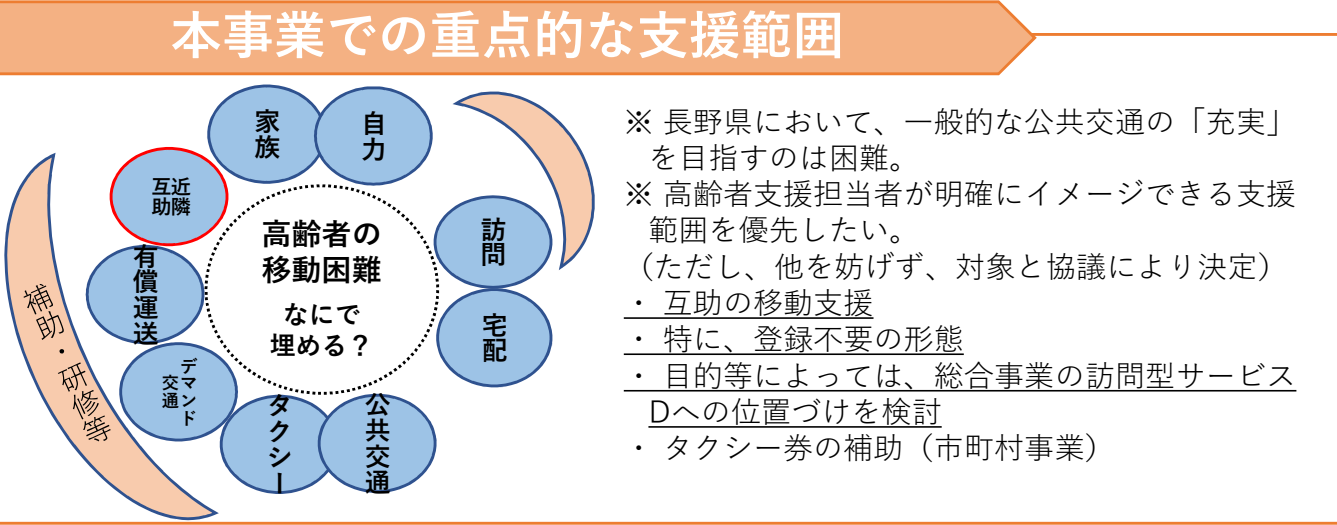 本事業での重点的な支援範囲
家族
自力
近隣
互助
有償運送
デマンド
交通
タクシー
公共交通
訪問
宅配
高齢者の
移動困難
なにで
埋める？
補助・研修等
※ 長野県において、一般的な公共交通の「充実」
を目指すのは困難。
※ 高齢者支援担当者が明確にイメージできる支援
範囲を優先したい。
（ただし、他を妨げず、対象と協議により決定）
・ 互助の移動支援
・ 特に、登録不要の形態
・ 目的等によっては、総合事業の訪問型サービス
Dへの位置づけを検討
・ タクシー券の補助（市町村事業）